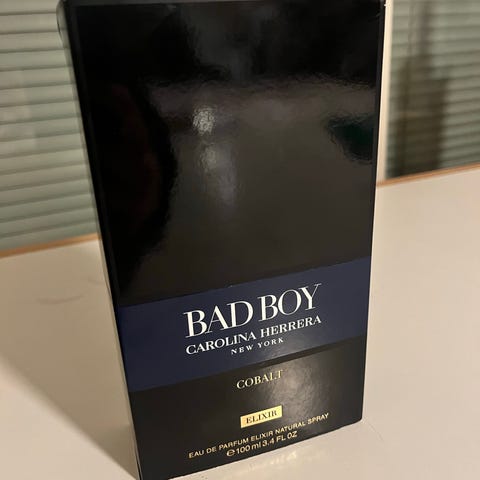 BAD BOY
CAROLINA HERRERA
NEW YORK
COBALT
ELIXIR
EAU DE PARFUM ELIXIR NATURAL SPRAY
℮100 ml 3.4 FL OZ